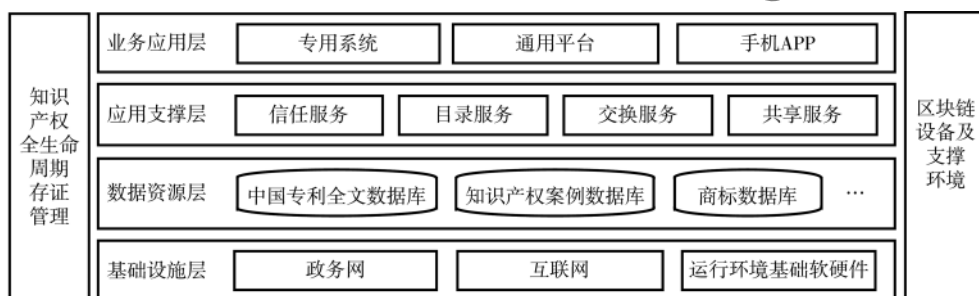 知识
产权
全生命
周期
存证
管理
业务应用层 专用系统 通用平台 手机APP
应用支撑层 信任服务 目录服务 交换服务 共享服务
数据资源层 中国专利全文数据库 知识产权案例数据库 商标数据库 …
基础设施层 政务网 互联网 运行环境基础软硬件
区块链
设备及
支撑
环境